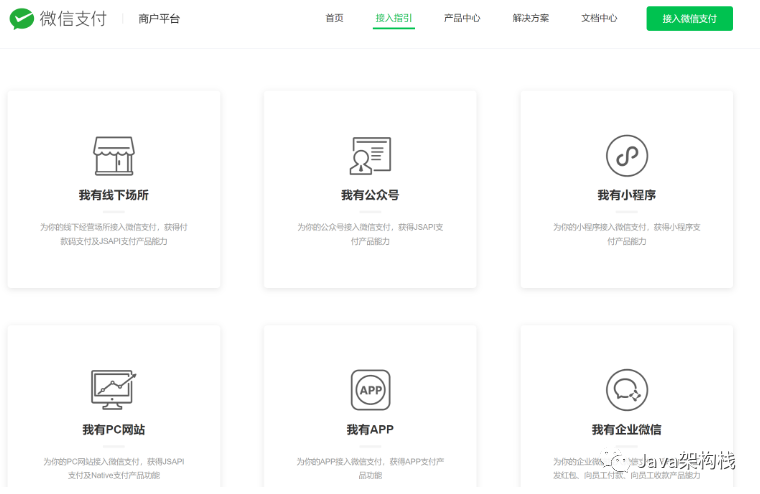 微信支付 商户平台 首页 接入指引 产品中心 解决方案 文档中心 接入微信支付
我有线下场所 我有公众号 我有小程序
为你的线下经营场所接入微信支付，获得付
款码支付及JSAPI支付产品能力
为你的公众号接入微信支付，获得JSAPI支
付产品能力
为你的小程序接入微信支付，获得小程序支
付产品能力
APP
我有PC网站 我有APP 我有企业微信
为你的PC网站接入微信支付，获得JSAPI
支付及Native支付产品功能
为你的APP接入微信支付，获得APP支付产
品功能
为你的企业微
发红包、向员工付款、向员工收款产品能力
Java架构栈